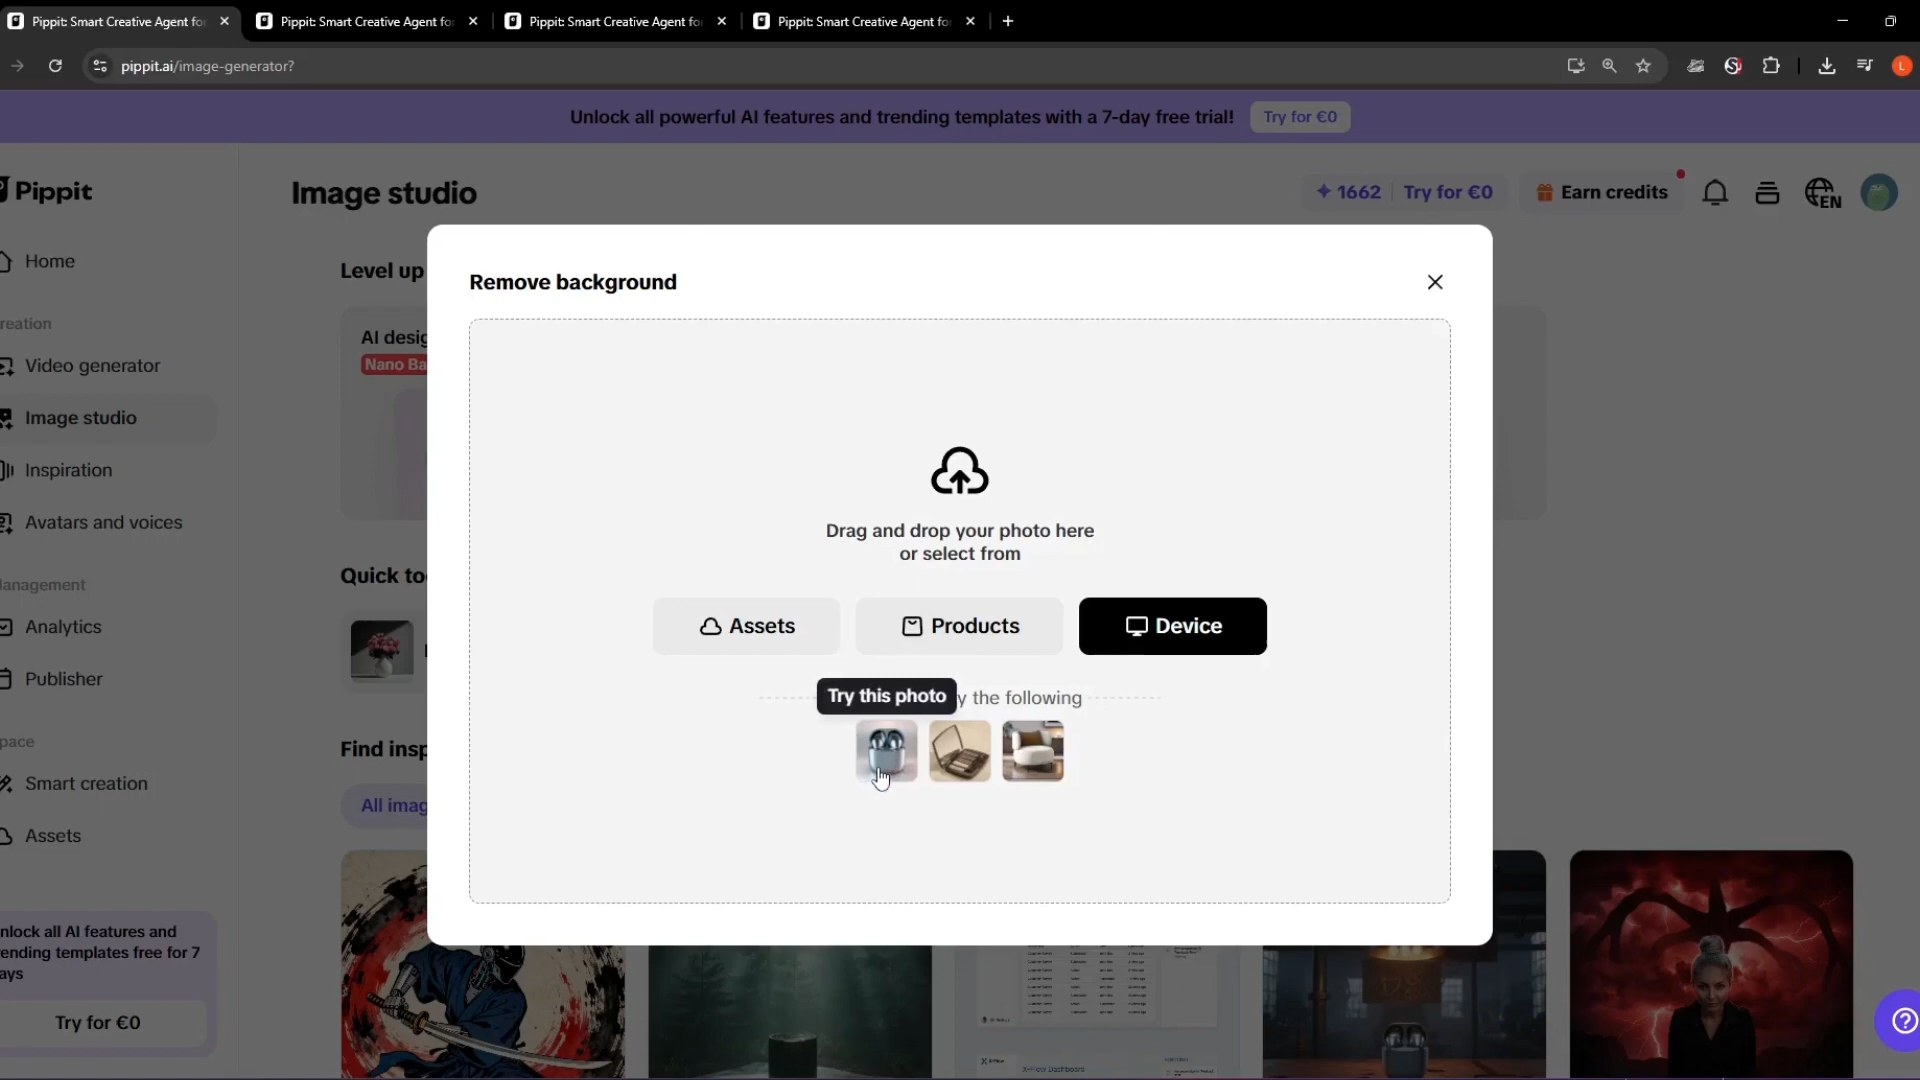 Pippit: Smart Creative Agent fo
Pippit: Smart Creative Agent fo
Pippit: Smart Creative Agent fo
Pippit: Smart Creative Agent fo
pippit.ai/image-generator?
L
Unlock all powerful AI features and trending templates with a 7-day free trial!
Try for €0
Pippit
Image studio
1662
Try for €0
Earn credits
EN
Home
reation
Video generator
Image studio
Inspiration
Avatars and voices
lanagement
Analytics
Publisher
pace
Smart creation
Assets
nlock all AI features and
ending templates free for 7
ays
Try for €0
Level up
AI desig
Nano Ba
Quick to
Find insp
All imag
Remove background
Drag and drop your photo here
or select from
Assets
Products
Device
Try this photo
y the following
X-Flow Dashboard